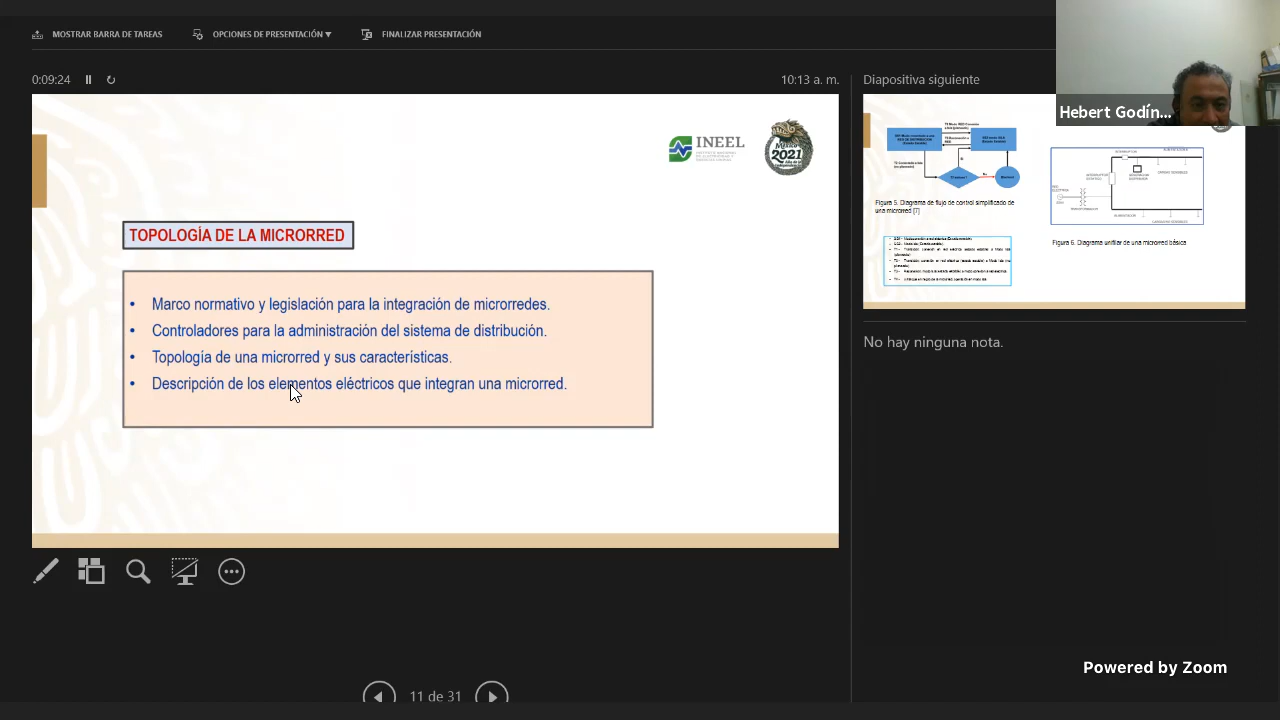 MOSTRAR BARRA DE TAREAS
OPCIONES DE PRESENTACIÓN ▼
FINALIZAR PRESENTACIÓN
0:09:24
10:13 a. m.
Diapositiva siguiente
Hebert Godín...
INEEL
México
2021
TOPOLOGÍA DE LA MICRORRED
• Marco normativo y legislación para la integración de microrredes.
• Controladores para la administración del sistema de distribución.
• Topología de una microrred y sus características.
• Descripción de los elementos eléctricos que integran una microrred.
Figura 5. Diagrama de flujo de control simplificado de
una microrred [7]
Figura 6. Diagrama unifilar de una microrred básica
No hay ninguna nota.
Powered by Zoom
11 de 31